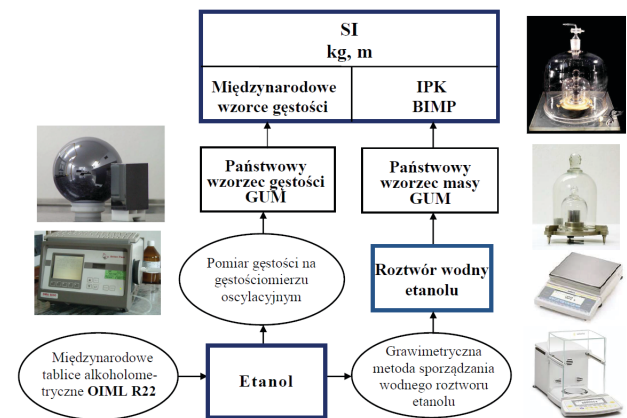 SI
kg, m
Międzynarodowe
wzorce gęstości
IPK
BIMP
Państwowy
wzorzec gęstości
GUM
Państwowy
wzorzec masy
GUM
Pomiar gęstości na
gęstościomierzu
oscylacyjnym
Roztwór wodny
etanolu
Międzynarodowe
tablice alkoholome-
tryczne OIML R22
Etanol
Grawimetryczna
metoda sporządzania
wodnego roztworu
etanolu